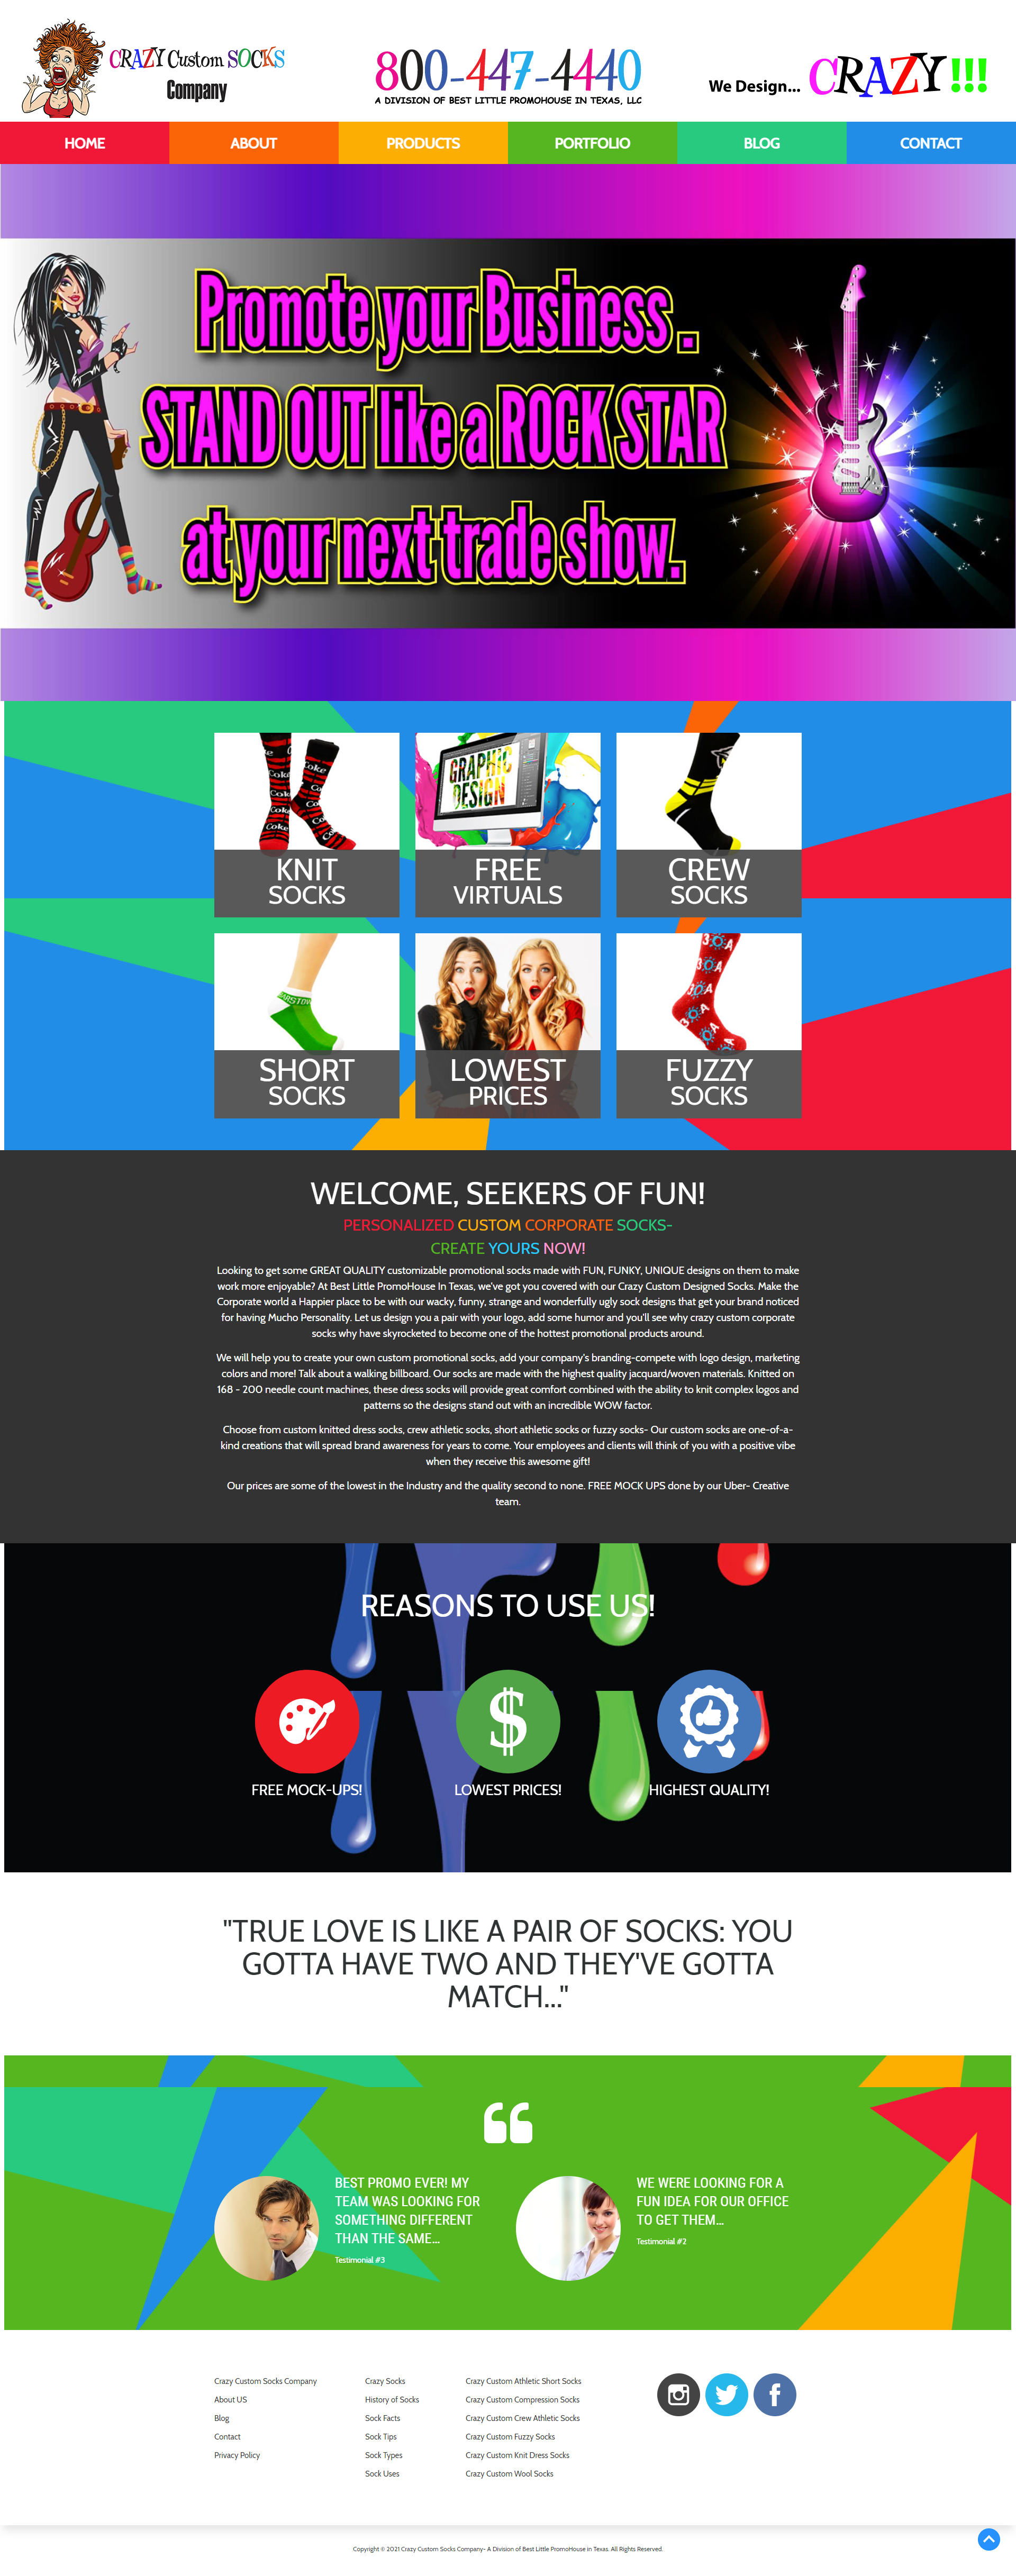 CRAZY Custom SOCKS
Company
800-447-4440
A DIVISION OF BEST LITTLE PROMOHOUSE IN TEXAS, LLC
We Design... CRAZY!!!
HOME
ABOUT
PRODUCTS
PORTFOLIO
BLOG
CONTACT
Promote your Business.
STAND OUT like a ROCK STAR
at your next trade show.
KNIT
SOCKS
GRAPHIC
DESIGN
FREE
VIRTUALS
CREW
SOCKS
SHORT
SOCKS
LOWEST
PRICES
FUZZY
SOCKS
WELCOME, SEEKERS OF FUN!
PERSONALIZED CUSTOM CORPORATE SOCKS-
CREATE YOURS NOW!
Looking to get some GREAT QUALITY customizable promotional socks made with FUN, FUNKY, UNIQUE designs on them to make
work more enjoyable? At Best Little PromoHouse In Texas, we've got you covered with our Crazy Custom Designed Socks. Make the
Corporate world a Happier place to be with our wacky, funny, strange and wonderfully ugly sock designs that get your brand noticed
for having Mucho Personality. Let us design you a pair with your logo, add some humor and you'll see why crazy custom corporate
socks why have skyrocketed to become one of the hottest promotional products around.
We will help you to create your own custom promotional socks, add your company's branding-compete with logo design, marketing
colors and more! Talk about a walking billboard. Our socks are made with the highest quality jacquard/woven materials. Knitted on
168 - 200 needle count machines, these dress socks will provide great comfort combined with the ability to knit complex logos and
patterns so the designs stand out with an incredible WOW factor.
Choose from custom knitted dress socks, crew athletic socks, short athletic socks or fuzzy socks- Our custom socks are one-of-a-
kind creations that will spread brand awareness for years to come. Your employees and clients will think of you with a positive vibe
when they receive this awesome gift!
Our prices are some of the lowest in the Industry and the quality second to none. FREE MOCK UPS done by our Uber- Creative
team.
REASONS TO USE US!
FREE MOCK-UPS!
LOWEST PRICES!
HIGHEST QUALITY!
"TRUE LOVE IS LIKE A PAIR OF SOCKS: YOU
GOTTA HAVE TWO AND THEY'VE GOTTA
MATCH..."
BEST PROMO EVER! MY
TEAM WAS LOOKING FOR
SOMETHING DIFFERENT
THAN THE SAME...
Testimonial #3
WE WERE LOOKING FOR A
FUN IDEA FOR OUR OFFICE
TO GET THEM...
Testimonial #2
Crazy Custom Socks Company
About US
Blog
Contact
Privacy Policy
Crazy Socks
History of Socks
Sock Facts
Sock Tips
Sock Types
Sock Uses
Crazy Custom Athletic Short Socks
Crazy Custom Compression Socks
Crazy Custom Crew Athletic Socks
Crazy Custom Fuzzy Socks
Crazy Custom Knit Dress Socks
Crazy Custom Wool Socks
Copyright © 2021 Crazy Custom Socks Company- A Division of Best Little PromoHouse in Texas. All Rights Reserved.